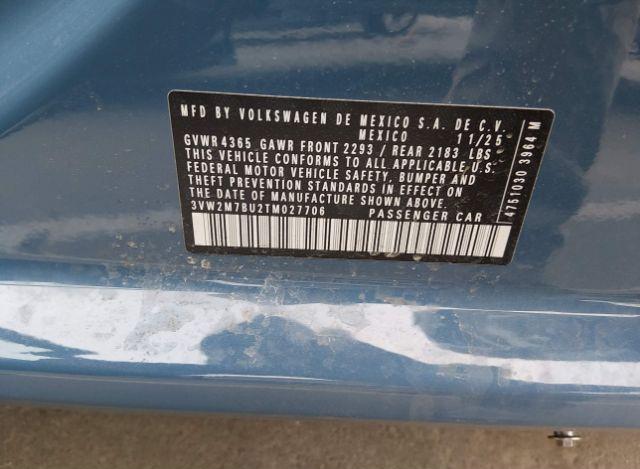 MFD BY VOLKSWAGEN DE MEXICO S.A. DE C.V.
MEXICO 11/25
GVWR 4365 GAWR FRONT 2293 / REAR 2183 LBS
THIS VEHICLE CONFORMS TO ALL APPLICABLE U.S.
FEDERAL MOTOR VEHICLE SAFETY, BUMPER AND
THEFT PREVENTION STANDARDS IN EFFECT ON
THE DATE OF MANUFACTURE SHOWN ABOVE.
3VW2M7BU2TM027706 PASSENGER CAR
4751030 3964 M